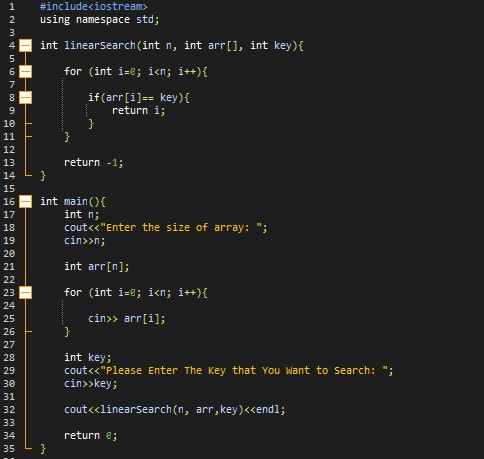 1 #include<iostream>
2 using namespace std;
3
4 int linearSearch(int n, int arr[], int key){
5
6     for (int i=0; i<n; i++){
7
8         if(arr[i]== key){
9             return i;
10         }
11     }
12
13     return -1;
14 }
15
16 int main(){
17     int n;
18     cout<<"Enter the size of array: ";
19     cin>>n;
20
21     int arr[n];
22
23     for (int i=0; i<n; i++){
24
25         cin>> arr[i];
26     }
27
28     int key;
29     cout<<"Please Enter The Key that You Want to Search: ";
30     cin>>key;
31
32     cout<<linearSearch(n, arr,key)<<endl;
33
34     return 0;
35 }